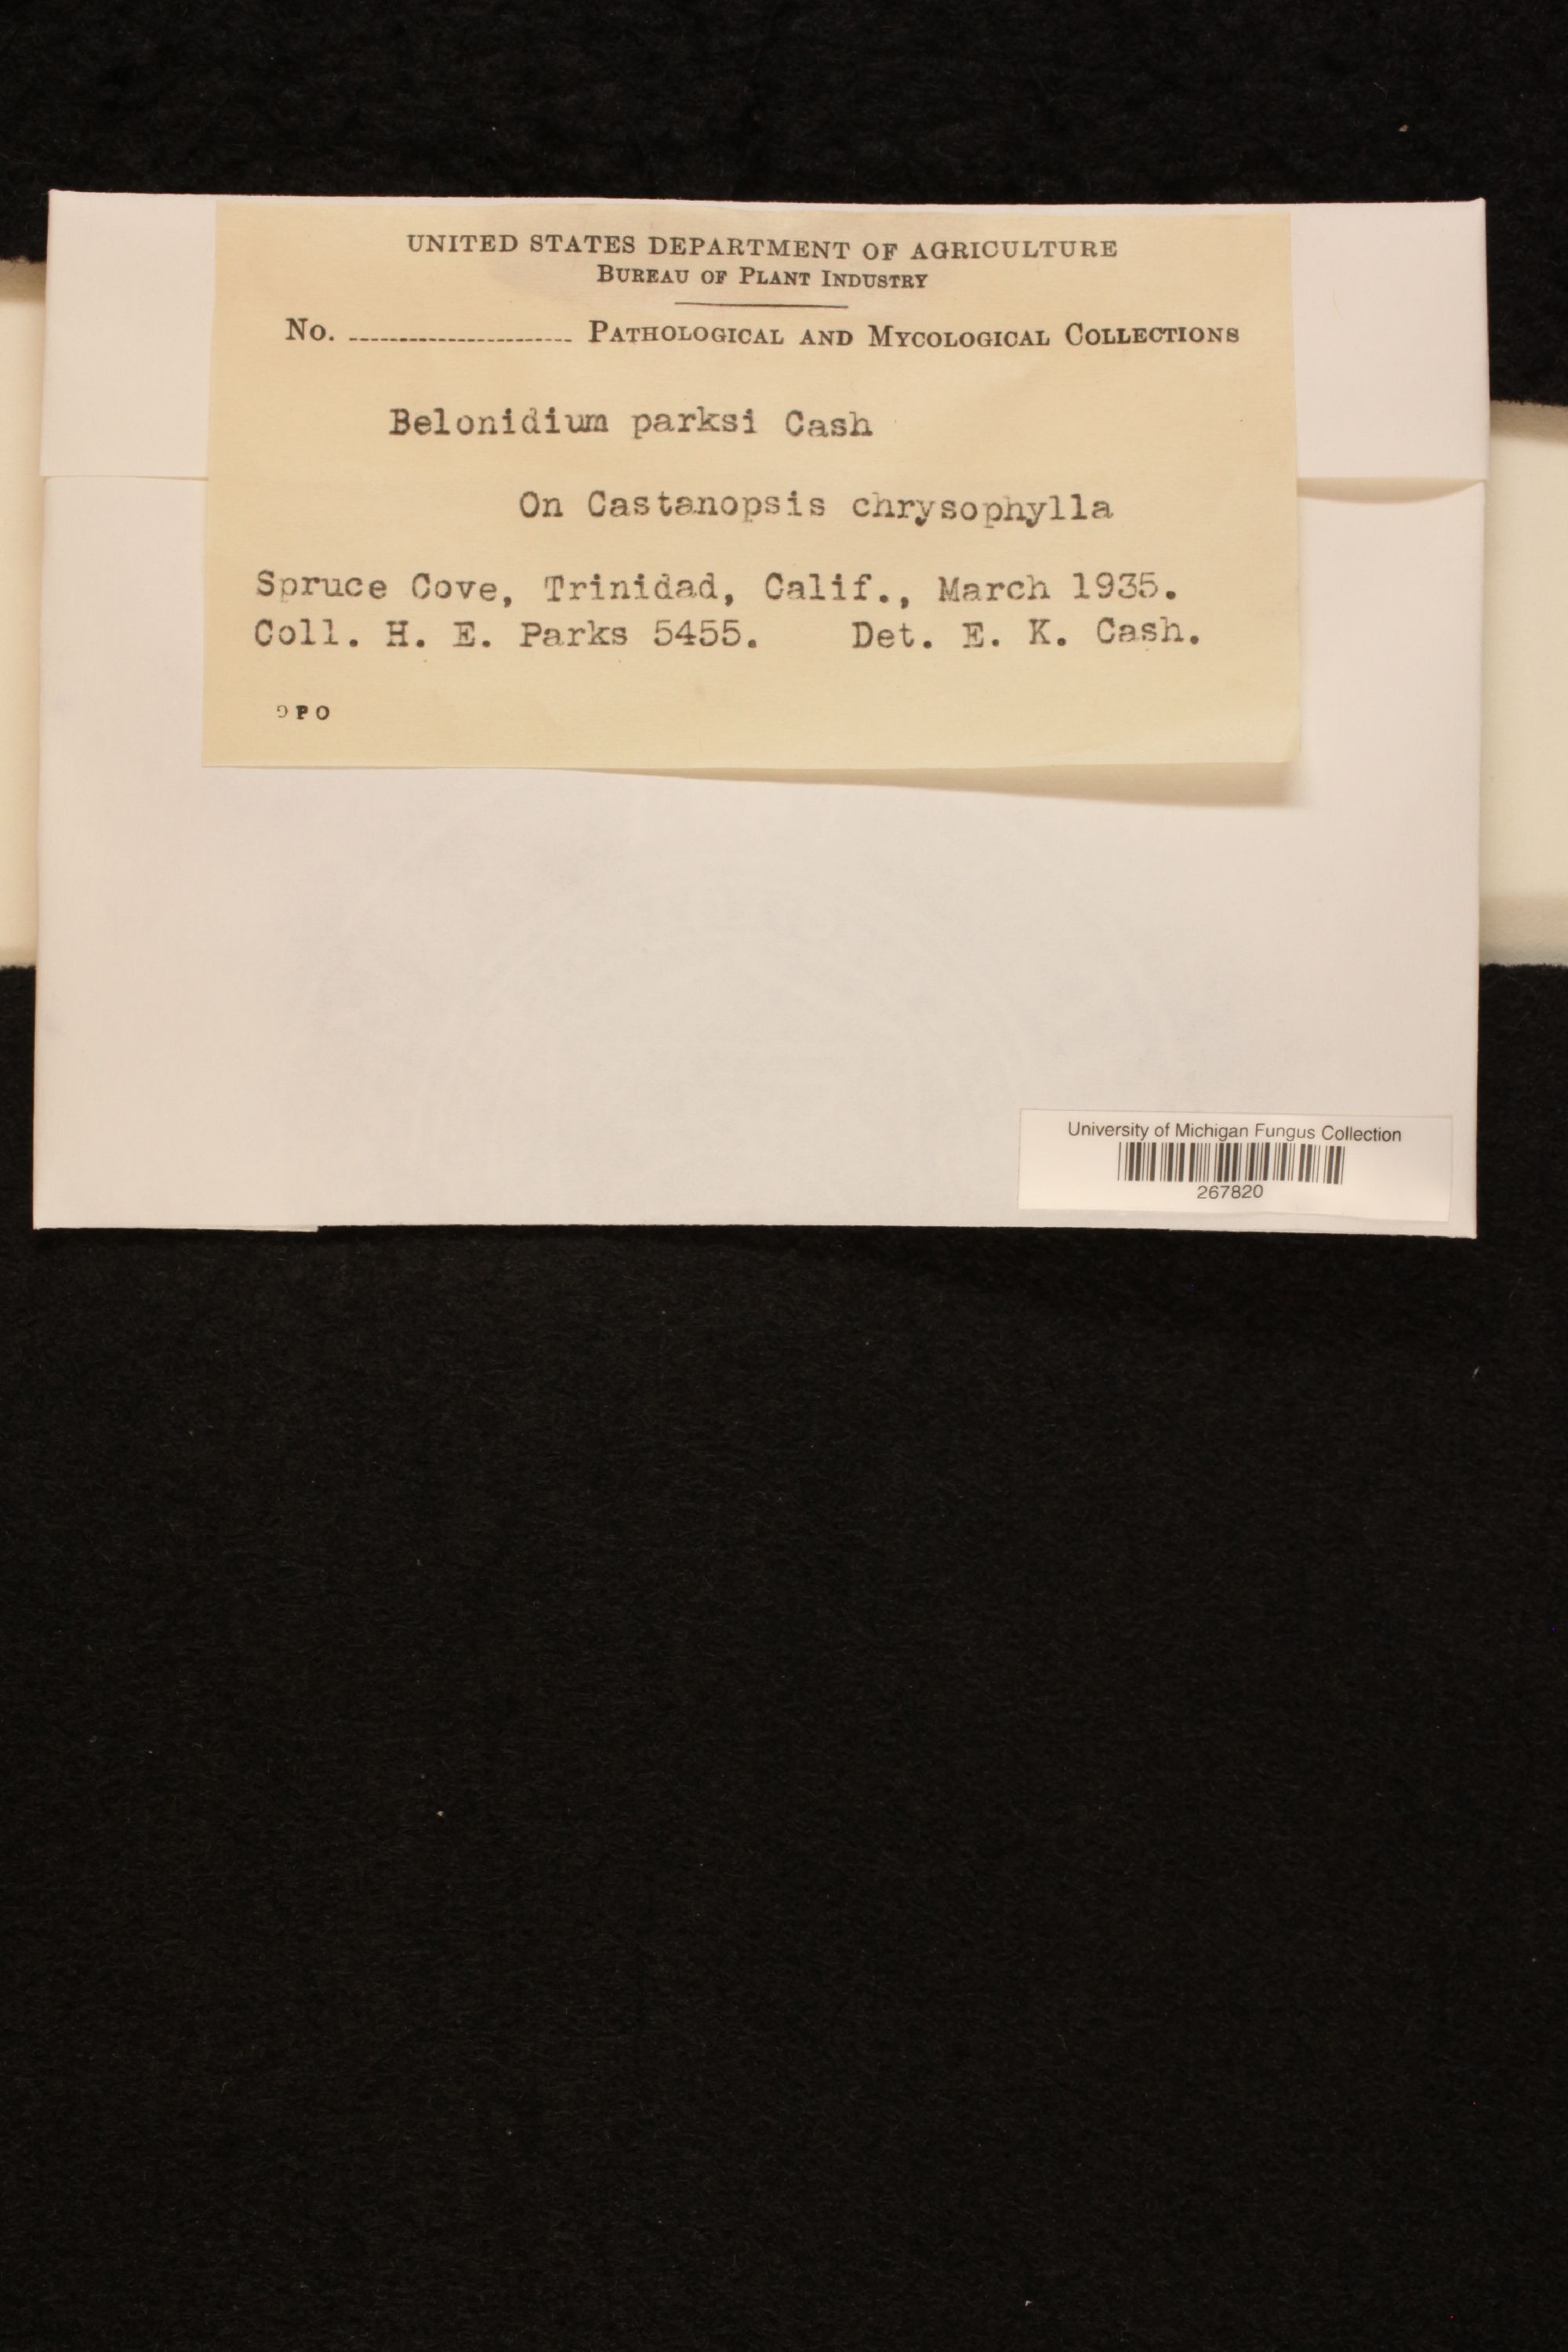 UNITED STATES DEPARTMENT OF AGRICULTURE
BUREAU OF PLANT INDUSTRY
No. ---------------------- PATHOLOGICAL AND MYCOLOGICAL COLLECTIONS
Belonidium parksi Cash
On Castanopsis chrysophylla
Spruce Cove, Trinidad, Calif., March 1935.
Coll. H. E. Parks 5455. Det. E. K. Cash.
GPO
University of Michigan Fungus Collection
267820